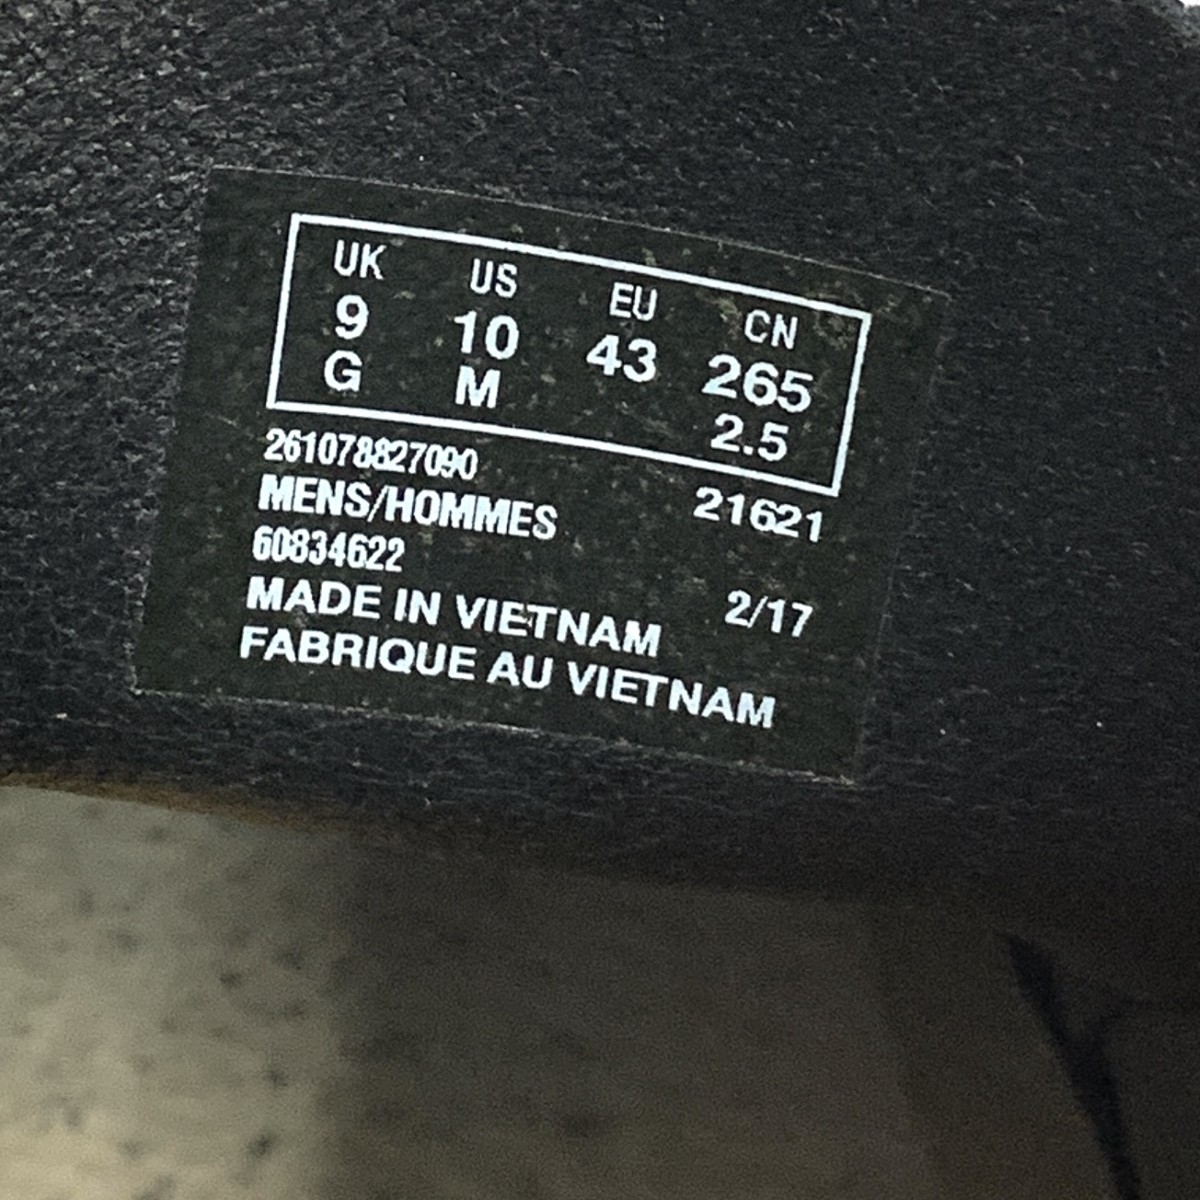 UK US EU CN
9 10 43 265
G M 2.5
261078827090
MENS/HOMMES 21621
60834622
MADE IN VIETNAM 2/17
FABRIQUE AU VIETNAM